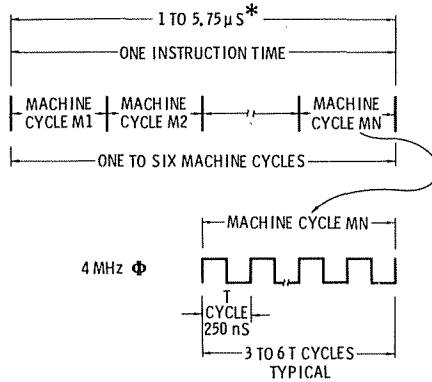 1 TO 5.75 μS*
ONE INSTRUCTION TIME
MACHINE CYCLE M1
MACHINE CYCLE M2
MACHINE CYCLE MN
ONE TO SIX MACHINE CYCLES
MACHINE CYCLE MN
4 MHz Φ
T
CYCLE
250 nS
3 TO 6 T CYCLES
TYPICAL